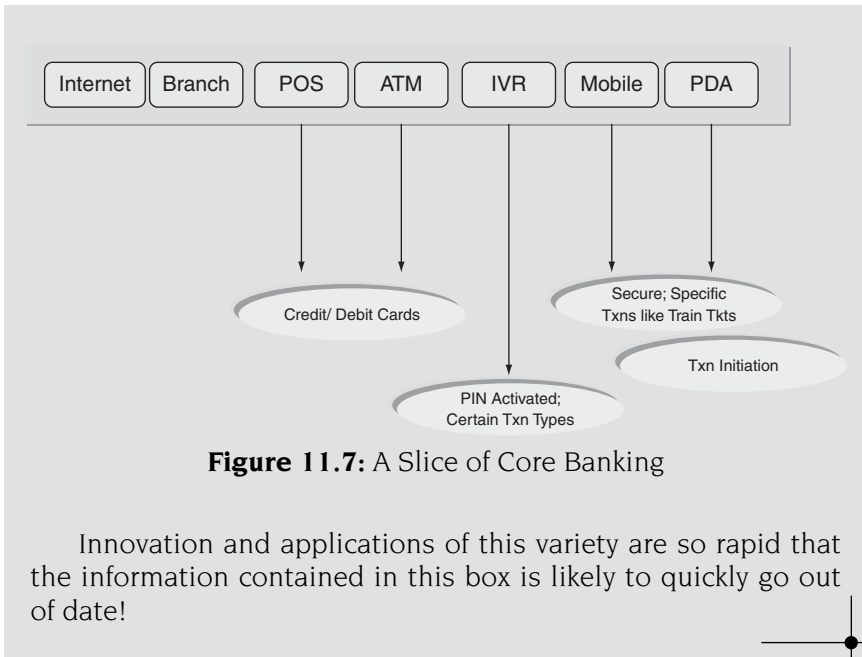 Internet Branch POS ATM IVR Mobile PDA
Credit/ Debit Cards
Secure; Specific
Txns like Train Tkts
Txn Initiation
PIN Activated;
Certain Txn Types
Figure 11.7: A Slice of Core Banking
Innovation and applications of this variety are so rapid that
the information contained in this box is likely to quickly go out
of date!